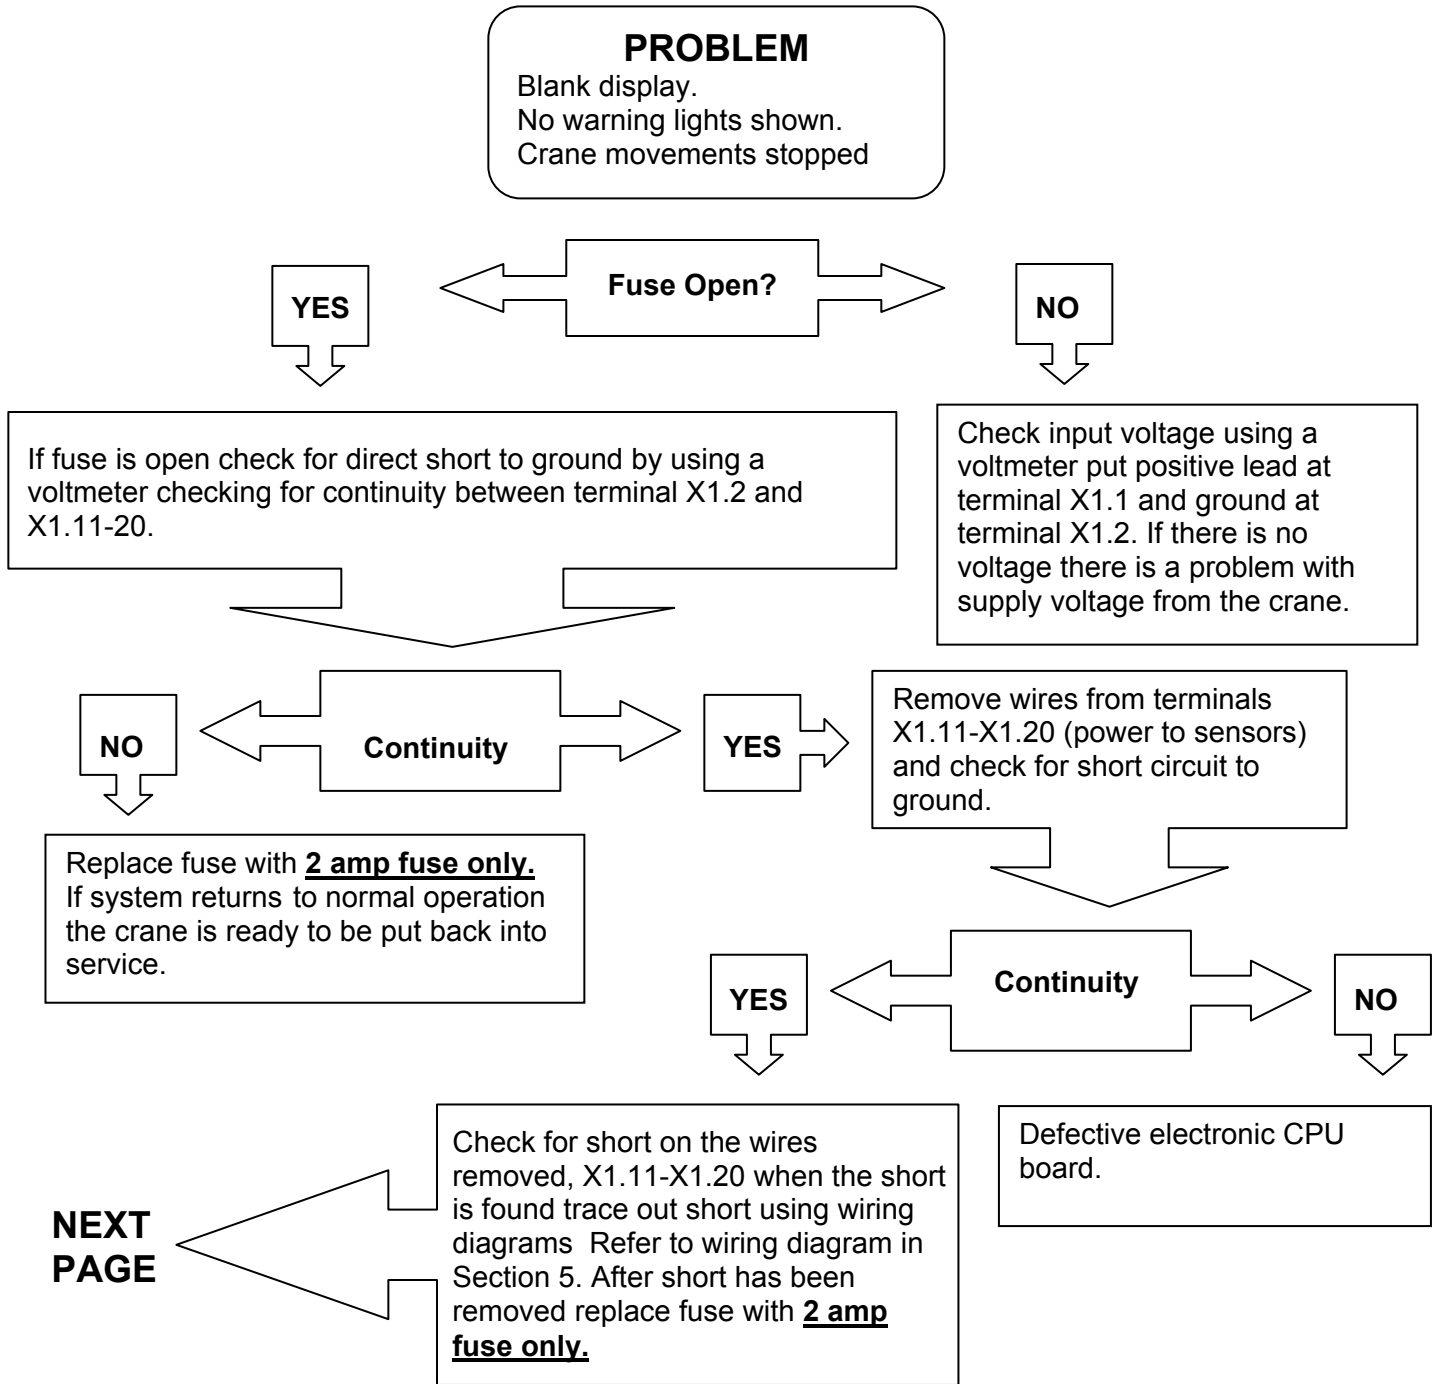 PROBLEM
Blank display.
No warning lights shown.
Crane movements stopped
YES
Fuse Open?
NO
If fuse is open check for direct short to ground by using a
voltmeter checking for continuity between terminal X1.2 and
X1.11-20.
Check input voltage using a
voltmeter put positive lead at
terminal X1.1 and ground at
terminal X1.2. If there is no
voltage there is a problem with
supply voltage from the crane.
NO
Continuity
YES
Remove wires from terminals
X1.11-X1.20 (power to sensors)
and check for short circuit to
ground.
Replace fuse with 2 amp fuse only.
If system returns to normal operation
the crane is ready to be put back into
service.
YES
Continuity
NO
Check for short on the wires
removed, X1.11-X1.20 when the short
is found trace out short using wiring
diagrams  Refer to wiring diagram in
Section 5. After short has been
removed replace fuse with 2 amp
fuse only.
Defective electronic CPU
board.
NEXT
PAGE